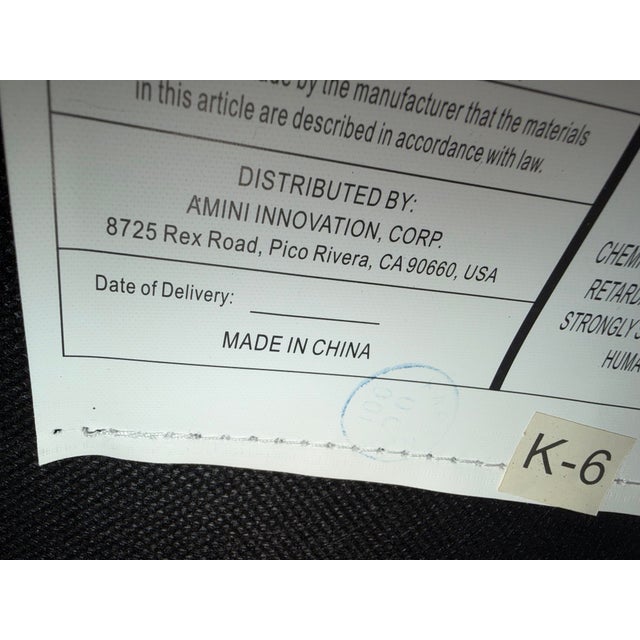 by the manufacturer that the materials
in this article are described in accordance with law.
DISTRIBUTED BY:
AMINI INNOVATION, CORP.
8725 Rex Road, Pico Rivera, CA 90660, USA
Date of Delivery:
MADE IN CHINA
STRONGLY
K-6